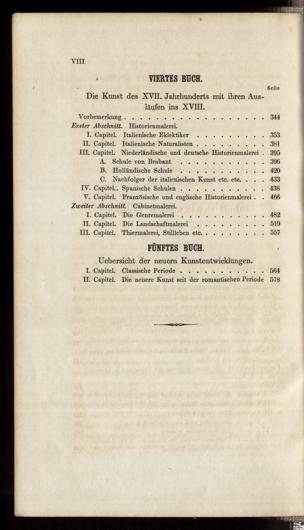 VIII
VIERTES BUCH.
Seite
Die Kunst des XVII. Jahrhunderts mit ihren Aus-
läufen ins XVIII.
Vorbemerkung . . . . . . . . . . . . . . . . . 344
Erster Abschnitt. Historienmalerei.
I. Capitel. Italienische Eklektiker . . . . . . . . 353
II. Capitel. Italienische Naturalisten . . . . . . . . 381
III. Capitel. Niederländische und deutsche Historienmalerei . 395
A. Schule von Brabant . . . . . . . . . . 396
B. Holländische Schule . . . . . . . . . . 420
C. Nachfolger der italienischen Kunst etc. etc. . . . 433
IV. Capitel. Spanische Schulen . . . . . . . . . . 438
V. Capitel. Französische und englische Historienmalerei . . 466
Zweiter Abschnitt. Cabinetmalerei.
I. Capitel. Die Genremalerei . . . . . . . . . . 482
II. Capitel. Die Landschaftmalerei . . . . . . . . 519
III. Capitel. Thiermalerei, Stillleben etc. . . . . . . . 557
FÜNFTES BUCH.
Uebersicht der neuern Kunstentwicklungen.
I. Capitel. Classische Periode . . . . . . . . . . 564
II. Capitel. Die neuere Kunst seit der romantischen Periode 578